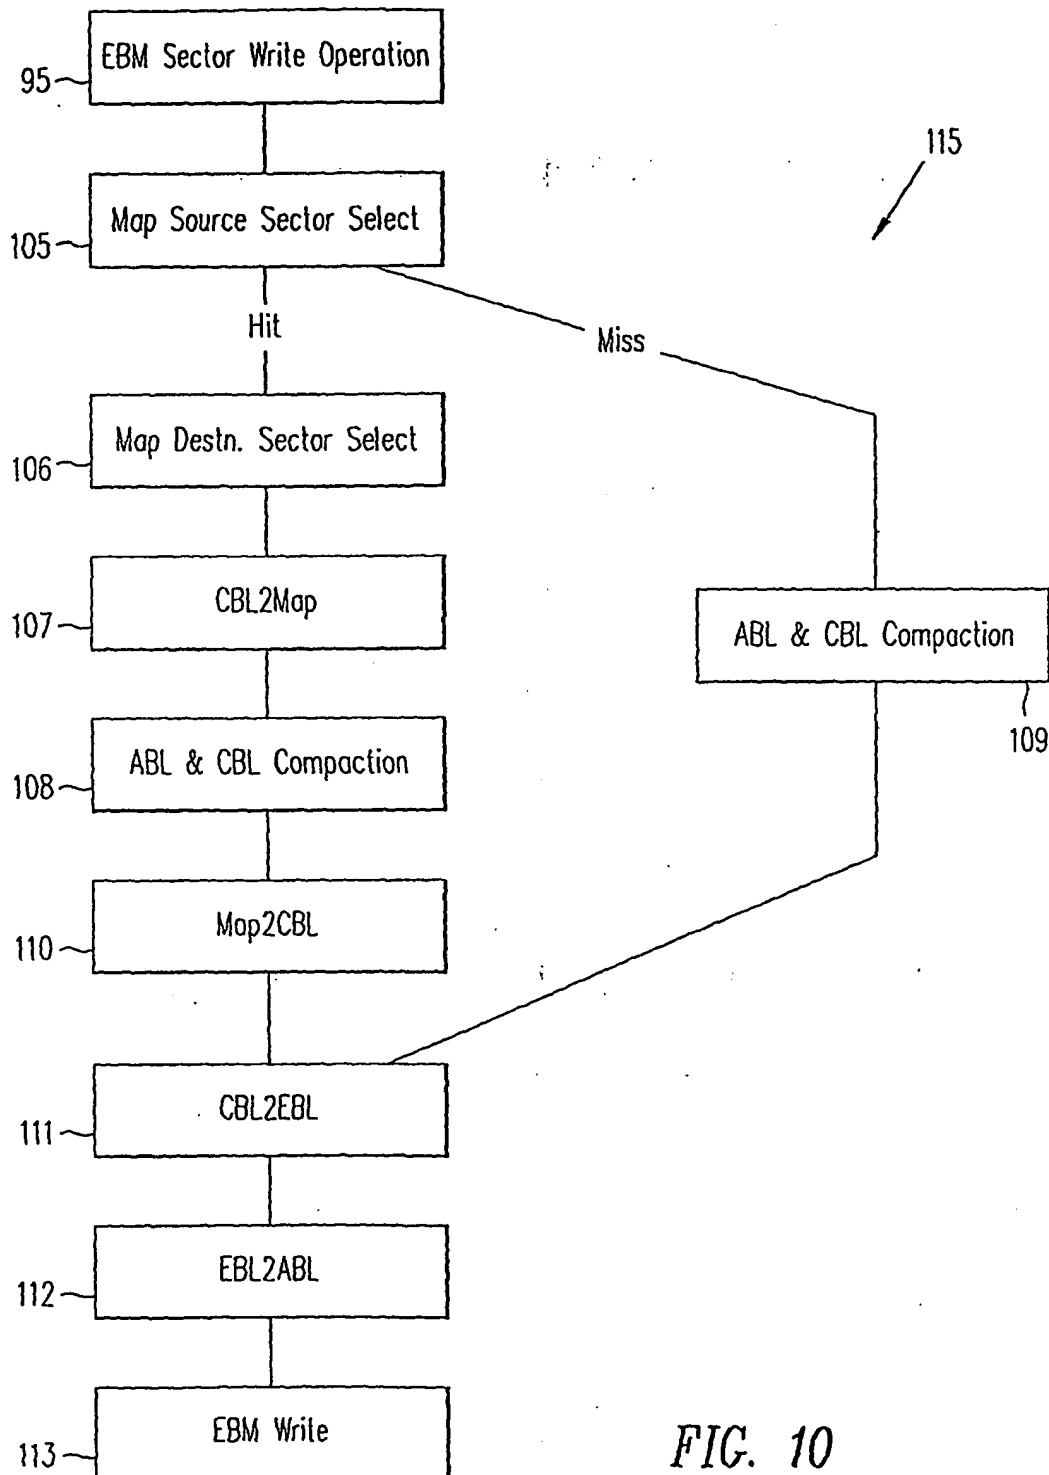 EBM Sector Write Operation
95
115
Map Source Sector Select
105
Hit
Miss
Map Destn. Sector Select
106
CBL2Map
107
ABL & CBL Compaction
109
ABL & CBL Compaction
108
Map2CBL
110
CBL2EBL
111
EBL2ABL
112
EBM Write
113
FIG. 10